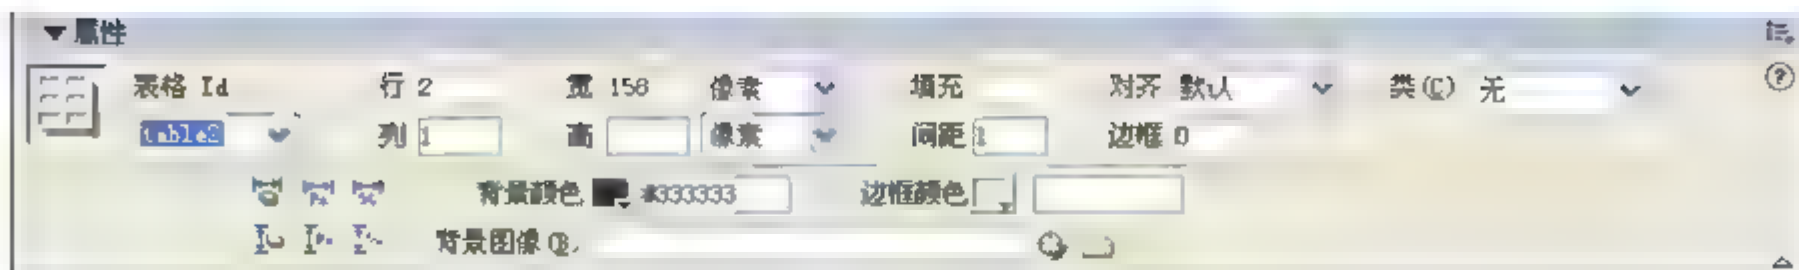 属性
表格 Id 行 2 宽 158 像素 填充 对齐 默认 类(C) 无
table2 列 1 高 像素 间距 1 边框 0
背景颜色 #333333 边框颜色
背景图像